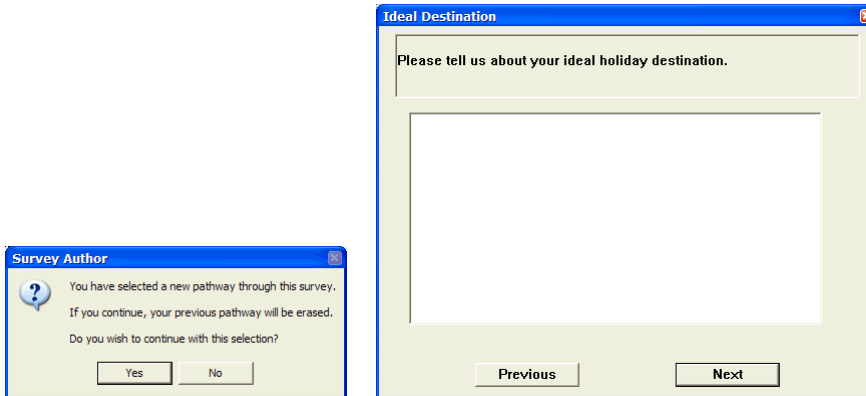 Survey Author
You have selected a new pathway through this survey.
If you continue, your previous pathway will be erased.
Do you wish to continue with this selection?
Yes No
Ideal Destination
Please tell us about your ideal holiday destination.
Previous Next